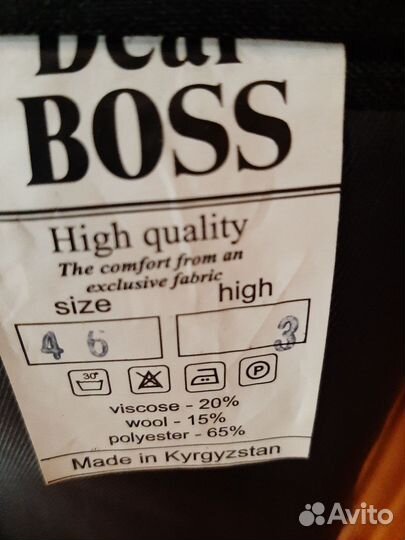 Dear
BOSS
High quality
The comfort from an
exclusive fabric
size high
46 3
30°
P
viscose - 20%
wool - 15%
polyester - 65%
Made in Kyrgyzstan
Avito